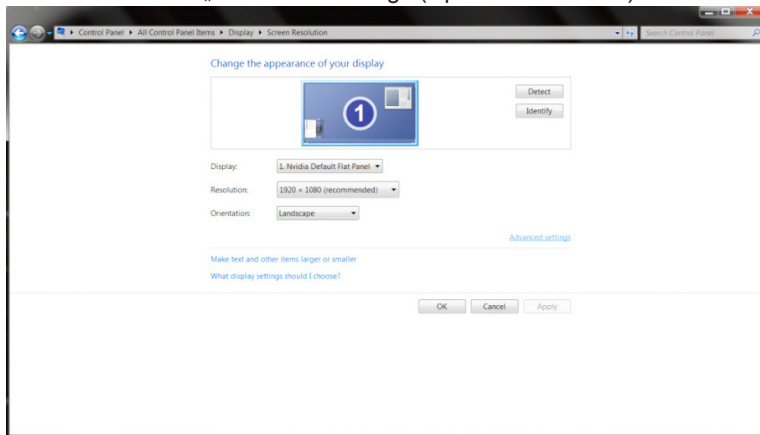 Control Panel ▸ All Control Panel Items ▸ Display ▸ Screen Resolution
Search Control Panel
Change the appearance of your display
1
Detect
Identify
Display: 1. Nvidia Default Flat Panel
Resolution: 1920 × 1080 (recommended)
Orientation: Landscape
Advanced settings
Make text and other items larger or smaller
What display settings should I choose?
OK Cancel Apply